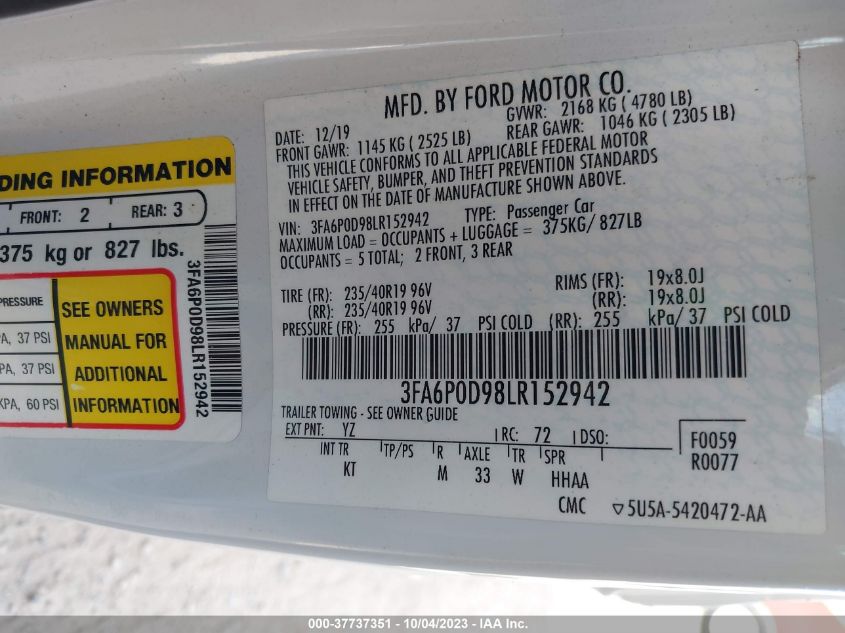 DING INFORMATION
FRONT: 2 REAR: 3
375 kg or 827 lbs.
PRESSURE
PA, 37 PSI
PA, 37 PSI
KPA, 60 PSI
SEE OWNERS
MANUAL FOR
ADDITIONAL
INFORMATION
3FA6P0D98LR152942
MFD. BY FORD MOTOR CO.
DATE: 12/19 GVWR: 2168 KG ( 4780 LB)
FRONT GAWR: 1145 KG ( 2525 LB) REAR GAWR: 1046 KG ( 2305 LB)
THIS VEHICLE CONFORMS TO ALL APPLICABLE FEDERAL MOTOR
VEHICLE SAFETY, BUMPER, AND THEFT PREVENTION STANDARDS
IN EFFECT ON THE DATE OF MANUFACTURE SHOWN ABOVE.
VIN: 3FA6P0D98LR152942 TYPE: Passenger Car
MAXIMUM LOAD = OCCUPANTS + LUGGAGE = 375KG/ 827LB
OCCUPANTS = 5 TOTAL; 2 FRONT, 3 REAR
TIRE (FR): 235/40R19 96V RIMS (FR): 19x8.0J
(RR): 235/40R19 96V (RR): 19x8.0J
PRESSURE (FR): 255 kPa/ 37 PSI COLD (RR): 255 kPa/ 37 PSI COLD
3FA6P0D98LR152942
TRAILER TOWING - SEE OWNER GUIDE
EXT PNT: YZ RC: 72 DSO:
INT TR TP/PS R AXLE TR SPR
KT M 33 W HHAA
F0059
R0077
CMC ▽5U5A-5420472-AA
000-37737351 - 10/04/2023 - IAA Inc.